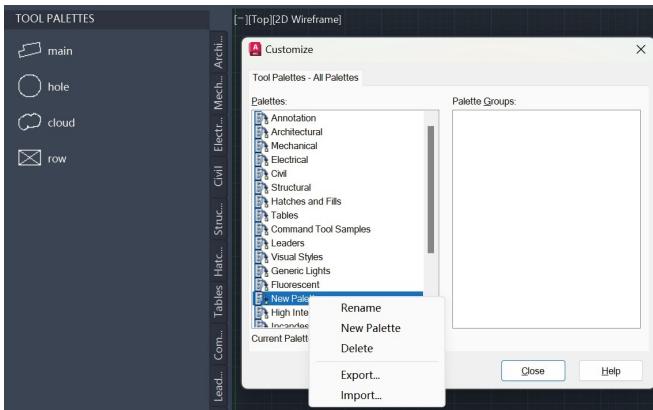 TOOL PALETTES
main
hole
cloud
row
Archi...
Mech...
Electr...
Civil
Struc...
Hatc...
Tables
Com...
Lead...
[-][Top][2D Wireframe]
Customize
Tool Palettes - All Palettes
Palettes:
Annotation
Architectural
Mechanical
Electrical
Civil
Structural
Hatches and Fills
Tables
Command Tool Samples
Leaders
Visual Styles
Generic Lights
Fluorescent
New Pale
High Inte
Incandes
Current Palett
Palette Groups:
Rename
New Palette
Delete
Export...
Import...
Close
Help